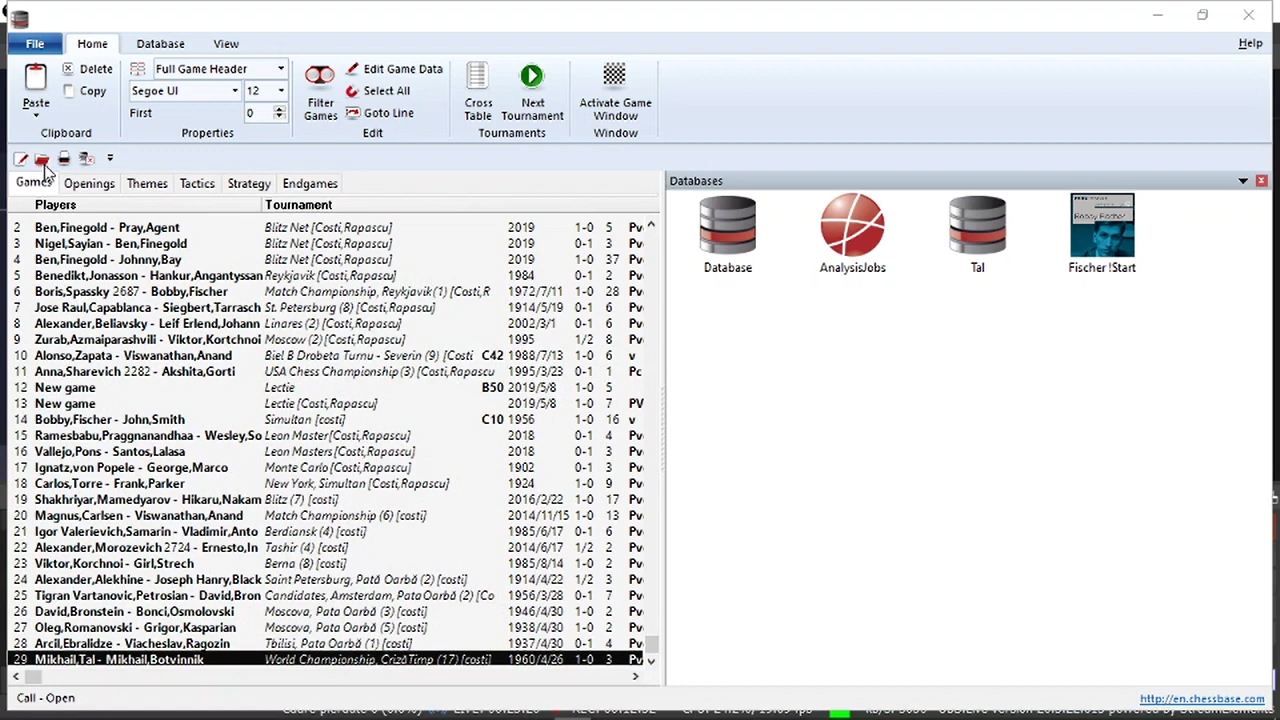 File Home Database View Help
Paste
Delete
Copy
Clipboard
Full Game Header
Segoe UI 12
First 0
Properties
Filter Games
Edit Game Data
Select All
Goto Line
Edit
Cross Table
Next Tournament
Tournaments
Activate Game Window
Window
Games Openings Themes Tactics Strategy Endgames
Players Tournament
2 Ben,Finegold - Pray,Agent Blitz Net [Costi,Rapascu] 2019 1-0 5 Pv
3 Nigel,Sayian - Ben,Finegold Blitz Net [Costi,Rapascu] 2019 0-1 3 Pv
4 Ben,Finegold - Johnny,Bay Blitz Net [Costi,Rapascu] 2019 1-0 37 Pv
5 Benedikt,Jonasson - Hankur,Angantyssan Reykjavik [Costi,Rapascu] 1984 0-1 2 Pv
6 Boris,Spassky 2687 - Bobby,Fischer Match Championship, Reykjavik(1) [Costi,R 1972/7/11 1-0 28 Pv
7 Jose Raul,Capablanca - Siegbert,Tarrasch St. Petersburg (8) [Costi,Rapascu] 1914/5/19 0-1 6 Pv
8 Alexander,Beliavsky - Leif Erlend,Johann Linares (2) [Costi,Rapascu] 2002/3/1 0-1 6 Pv
9 Zurab,Azmaiparashvili - Viktor,Kortchnoi Moscow (2)[Costi,Rapascu] 1995 1/2 8 Pv
10 Alonso,Zapata - Viswanathan,Anand Biel B Drobeta Turnu - Severin (9) [Costi C42 1988/7/13 1-0 6 v
11 Anna,Sharevich 2282 - Akshita,Gorti USA Chess Championship(3) [Costi,Rapascu 1995/3/23 0-1 1 Pc
12 New game Lectie B50 2019/5/8 1-0 5
13 New game Lectie [Costi,Rapascu] 2019/5/8 1-0 7 PV
14 Bobby,Fischer - John,Smith Simultan [costi] C10 1956 1-0 16 v
15 Ramesbabu,Praggnanandhaa - Wesley,So Leon Master[Costi,Rapascu] 2018 0-1 4 Pv
16 Vallejo,Pons - Santos,Lalasa Leon Masters [Costi,Rapascu] 2018 0-1 3 Pv
17 Ignatz,von Popele - George,Marco Monte Carlo [Costi,Rapascu] 1902 0-1 3 Pv
18 Carlos,Torre - Frank,Parker New York, Simultan [Costi,Rapascu] 1924 1-0 9 Pv
19 Shakhriyar,Mamedyarov - Hikaru,Nakam Blitz (7) [costi] 2016/2/22 1-0 17 Pv
20 Magnus,Carlsen - Viswanathan,Anand Match Championship (6) [costi] 2014/11/15 1-0 13 Pv
21 Igor Valerievich,Samarin - Vladimir,Anto Berdiansk (4) [costi] 1985/6/17 0-1 6 Pv
22 Alexander,Morozevich 2724 - Ernesto,In Tashir (4) [costi] 2014/6/17 1/2 2 Pv
23 Viktor,Korchnoi - Girl,Strech Berna (8) [costi] 1985/8/14 1-0 2 Pv
24 Alexander,Alekhine - Joseph Hanry,Black Saint Petersburg, Pată Oarbă (2) [costi] 1914/4/22 1/2 3 Pv
25 Tigran Vartanovic,Petrosian - David,Bron Candidates, Amsterdam, Pata Oarbă (2) [Co 1956/3/28 0-1 7 Pv
26 David,Bronstein - Bonci,Osmolovski Moscova, Pata Oarbă (3) [costi] 1946/4/30 1-0 2 Pv
27 Oleg,Romanovski - Grigor,Kasparian Moscova, Pata Oarbă (5) [costi] 1938/4/30 1-0 2 Pv
28 Arcil,Ebralidze - Viacheslav,Ragozin Tbilisi, Pata Oarbă (1) [costi] 1937/4/30 0-1 4 Pv
29 Mikhail,Tal - Mikhail,Botvinnik World Championship, CrizăTimp (17) [costi] 1960/4/26 1-0 3 Pv
Databases
Database AnalysisJobs Tal Fischer !Start
Call - Open
http://en.chessbase.com